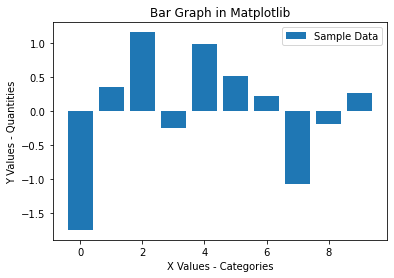 Bar Graph in Matplotlib
Sample Data
Y Values - Quantities
1.0
0.5
0.0
−0.5
−1.0
−1.5
0 2 4 6 8
X Values - Categories